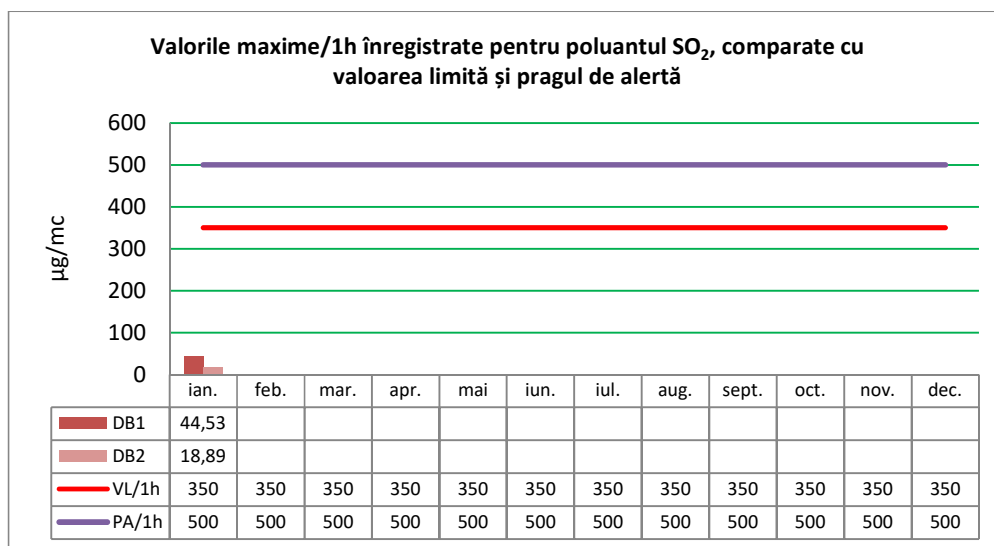 Valorile maxime/1h înregistrate pentru poluantul SO₂, comparate cu
valoarea limită și pragul de alertă
600
500
400
300
200
100
0
µg/mc
ian. feb. mar. apr. mai iun. iul. aug. sept. oct. nov. dec.
DB1 44,53
DB2 18,89
VL/1h 350 350 350 350 350 350 350 350 350 350 350 350
PA/1h 500 500 500 500 500 500 500 500 500 500 500 500